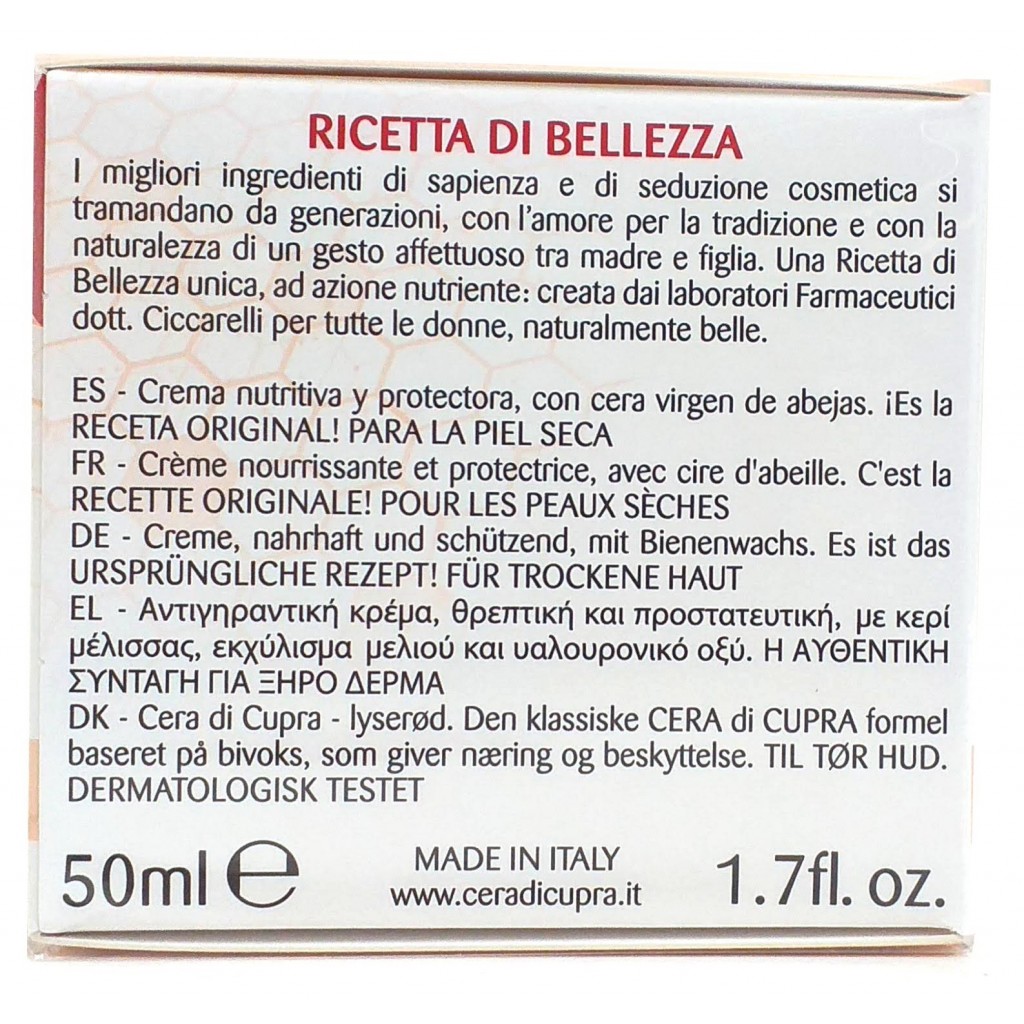 RICETTA DI BELLEZZA
I migliori ingredienti di sapienza e di seduzione cosmetica si
tramandano da generazioni, con l'amore per la tradizione e con la
naturalezza di un gesto affettuoso tra madre e figlia. Una Ricetta di
Bellezza unica, ad azione nutriente: creata dai laboratori Farmaceutici
dott. Ciccarelli per tutte le donne, naturalmente belle.
ES - Crema nutritiva y protectora, con cera virgen de abejas. ¡Es la
RECETA ORIGINAL! PARA LA PIEL SECA
FR - Crème nourrissante et protectrice, avec cire d'abeille. C'est la
RECETTE ORIGINALE! POUR LES PEAUX SÈCHES
DE - Creme, nahrhaft und schützend, mit Bienenwachs. Es ist das
URSPRÜNGLICHE REZEPT! FÜR TROCKENE HAUT
EL - Αντιγηραντική κρέμα, θρεπτική και προστατευτική, με κερί
μέλισσας, εκχύλισμα μελιού και υαλουρονικό οξύ. Η ΑΥΘΕΝΤΙΚΗ
ΣΥΝΤΑΓΗ ΓΙΑ ΞΗΡΟ ΔΕΡΜΑ
DK - Cera di Cupra - lyserød. Den klassiske CERA di CUPRA formel
baseret på bivoks, som giver næring og beskyttelse. TIL TØR HUD.
DERMATOLOGISK TESTET
50ml ℮ MADE IN ITALY 1.7fl. oz.
www.ceradicupra.it